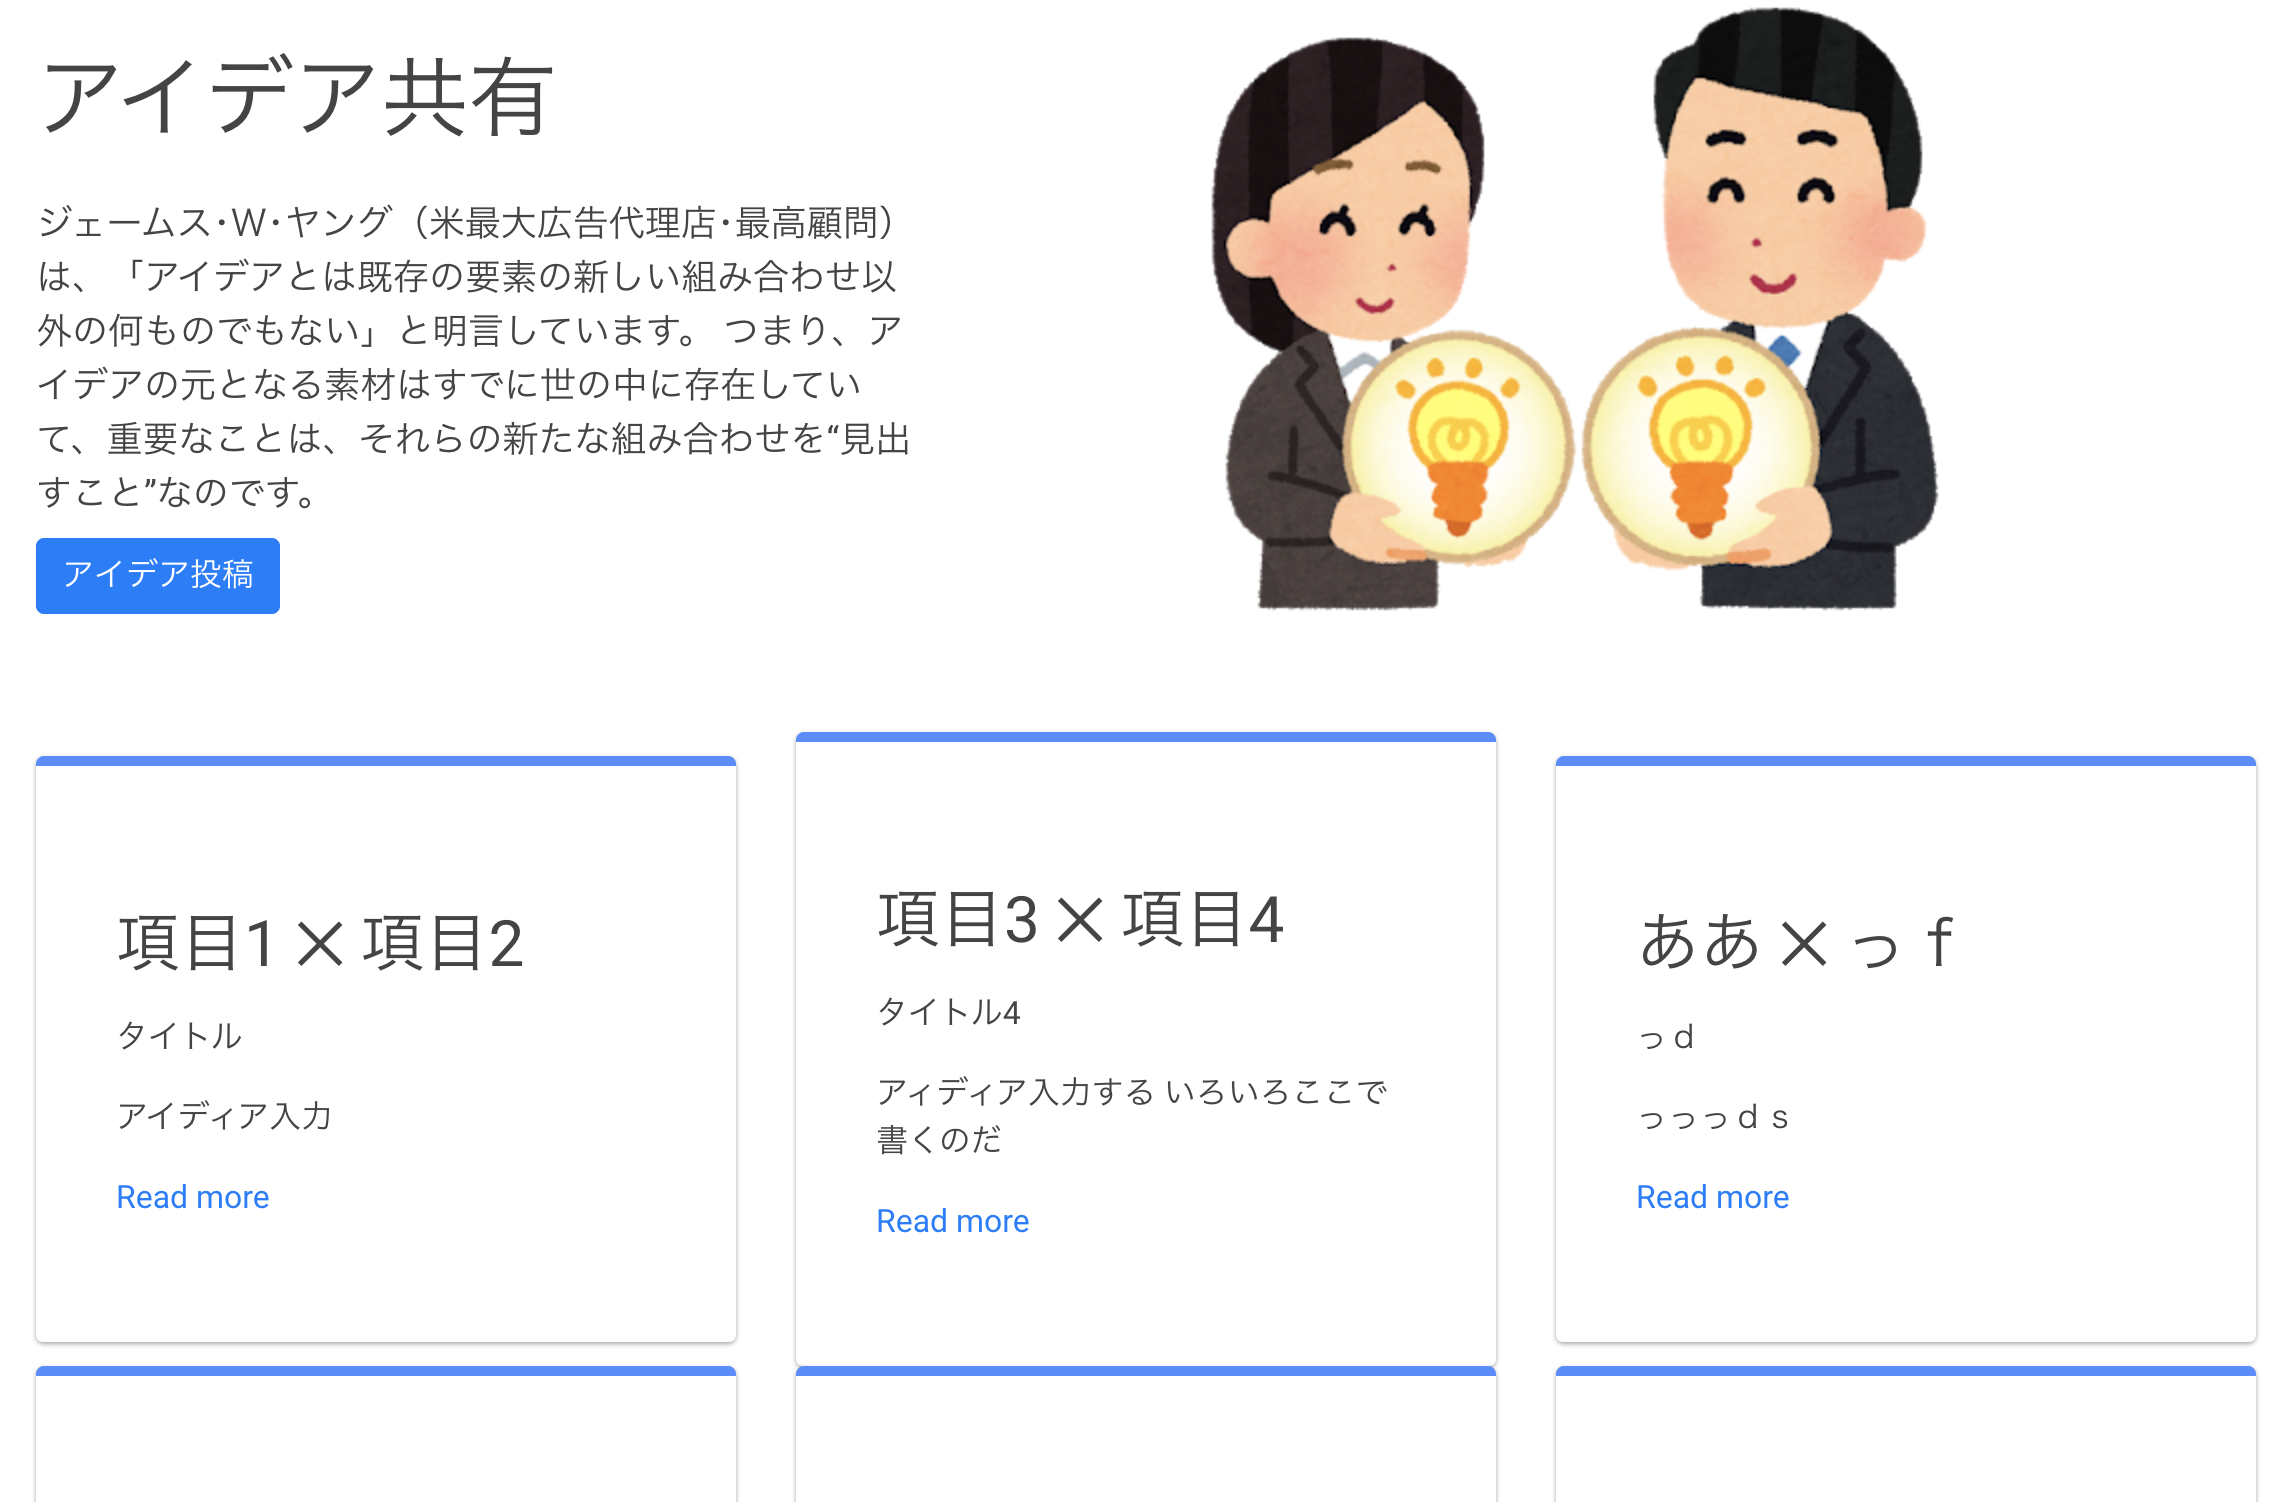 アイデア共有
ジェームス･W･ヤング（米最大広告代理店･最高顧問）
は、「アイデアとは既存の要素の新しい組み合わせ以
外の何ものでもない」と明言しています。 つまり、ア
イデアの元となる素材はすでに世の中に存在してい
て、重要なことは、それらの新たな組み合わせを“見出
すこと”なのです。
アイデア投稿
項目1 × 項目2
タイトル
アイディア入力
Read more
項目3 × 項目4
タイトル4
アィディア入力する いろいろここで
書くのだ
Read more
ああ × っｆ
っｄ
っっっｄｓ
Read more